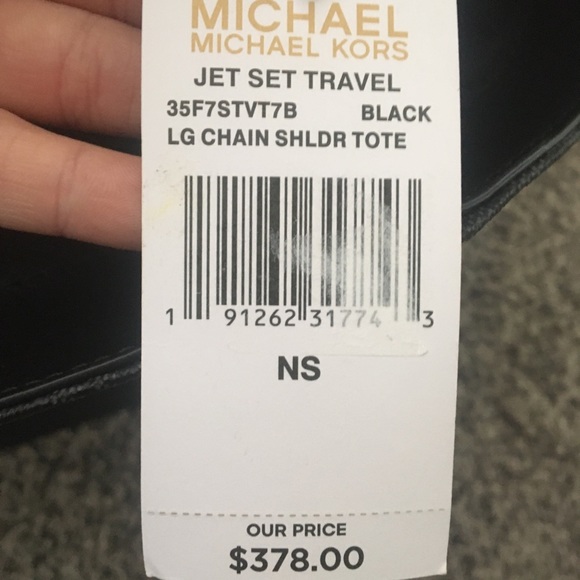 MICHAEL
MICHAEL KORS
JET SET TRAVEL
35F7STVT7B BLACK
LG CHAIN SHLDR TOTE
1 91262 31774 3
NS
OUR PRICE
$378.00